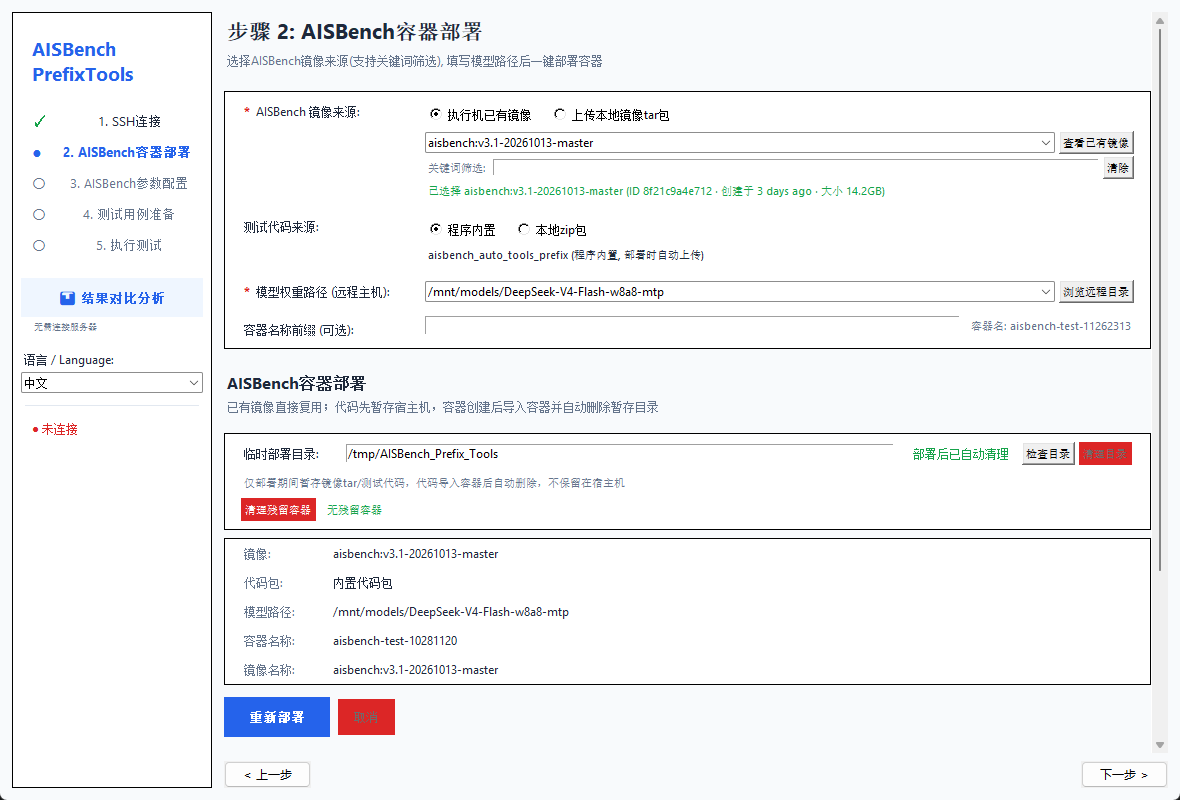 AISBench
PrefixTools
✓ 1. SSH连接
2. AISBench容器部署
3. AISBench参数配置
4. 测试用例准备
5. 执行测试
结果对比分析
无需连接服务器
语言 / Language:
中文
未连接
步骤 2: AISBench容器部署
选择AISBench镜像来源(支持关键词筛选), 填写模型路径后一键部署容器
* AISBench 镜像来源: 执行机已有镜像 上传本地镜像tar包
aisbench:v3.1-20261013-master 查看已有镜像
关键词筛选: 清除
已选择 aisbench:v3.1-20261013-master (ID 8f21c9a4e712 · 创建于 3 days ago · 大小 14.2GB)
测试代码来源: 程序内置 本地zip包
aisbench_auto_tools_prefix (程序内置, 部署时自动上传)
* 模型权重路径 (远程主机): /mnt/models/DeepSeek-V4-Flash-w8a8-mtp 浏览远程目录
容器名称前缀 (可选): 容器名: aisbench-test-11262313
AISBench容器部署
已有镜像直接复用；代码先暂存宿主机，容器创建后导入容器并自动删除暂存目录
临时部署目录: /tmp/AISBench_Prefix_Tools 部署后已自动清理 检查目录 清理目录
仅部署期间暂存镜像tar/测试代码，代码导入容器后自动删除，不保留在宿主机
清理残留容器 无残留容器
镜像: aisbench:v3.1-20261013-master
代码包: 内置代码包
模型路径: /mnt/models/DeepSeek-V4-Flash-w8a8-mtp
容器名称: aisbench-test-10281120
镜像名称: aisbench:v3.1-20261013-master
重新部署 取消
< 上一步 下一步 >